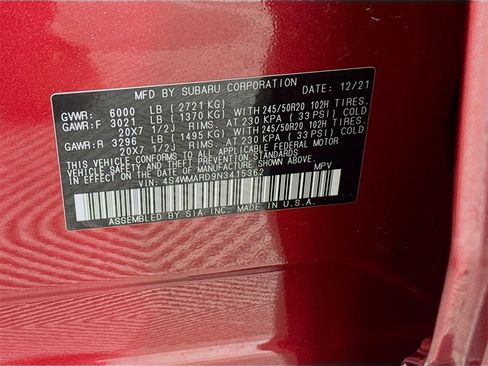 MFD BY SUBARU CORPORATION DATE: 12/21
GVWR: 6000 LB (2721 KG)
GAWR:F 3021 LB (1370 KG) WITH 245/50R20 102H TIRES.
20X7 1/2J RIMS AT 230 KPA (33 PSI) COLD
GAWR:R 3296 LB (1495 KG) WITH 245/50R20 102H TIRES.
20X7 1/2J RIMS AT 230 KPA (33 PSI) COLD
THIS VEHICLE CONFORMS TO ALL APPLICABLE FEDERAL MOTOR
VEHICLE SAFETY AND THEFT PREVENTION STANDARDS
IN EFFECT ON THE DATE OF MANUFACTURE SHOWN ABOVE.
VIN: 4S4WMARD9N3415362 MPV
ASSEMBLED BY SIA INC. MADE IN U.S.A.